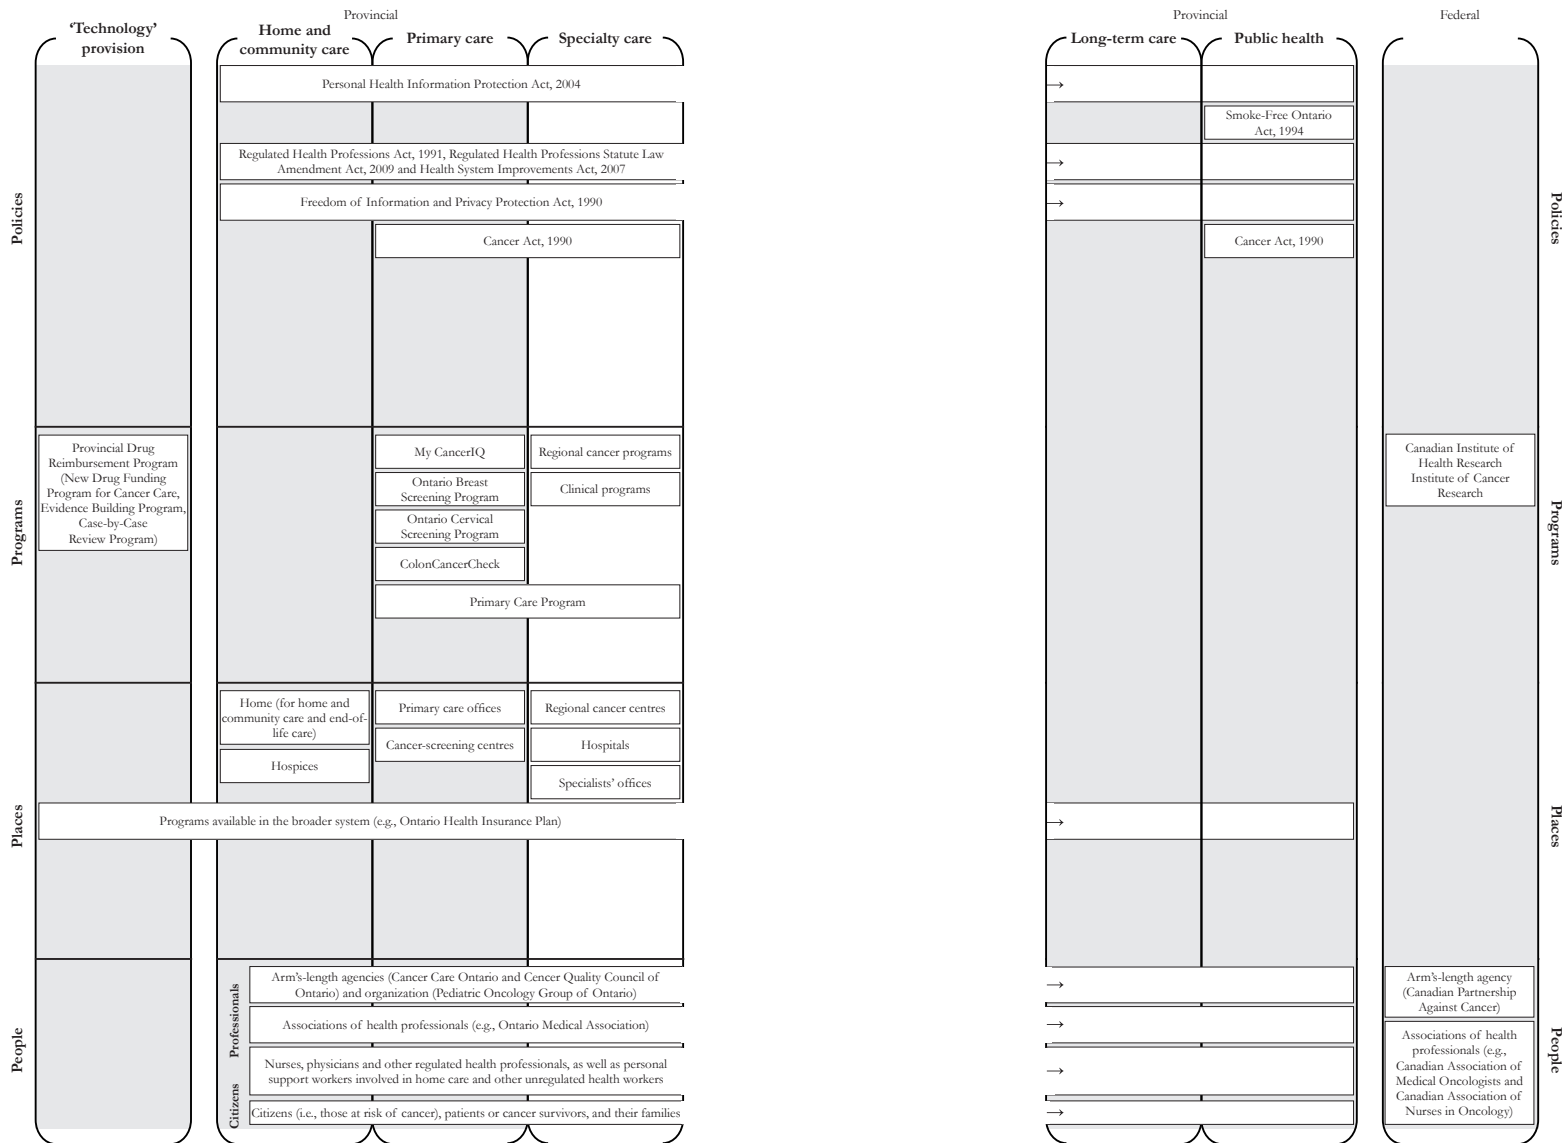 Provincial
Provincial
Federal
‘Technology’
provision
Home and
community care
Primary care
Specialty care
Long-term care
Public health
Policies
Personal Health Information Protection Act, 2004
→
Smoke-Free Ontario
Act, 1994
Regulated Health Professions Act, 1991, Regulated Health Professions Statute Law
Amendment Act, 2009 and Health System Improvements Act, 2007
→
Freedom of Information and Privacy Protection Act, 1990
→
Cancer Act, 1990
Cancer Act, 1990
Policies
Programs
Provincial Drug
Reimbursement Program
(New Drug Funding
Program for Cancer Care,
Evidence Building Program,
Case-by-Case
Review Program)
My CancerIQ
Ontario Breast
Screening Program
Ontario Cervical
Screening Program
ColonCancerCheck
Regional cancer programs
Clinical programs
Primary Care Program
Canadian Institute of
Health Research
Institute of Cancer
Research
Programs
Places
Home (for home and
community care and end-of-
life care)
Hospices
Primary care offices
Cancer-screening centres
Regional cancer centres
Hospitals
Specialists’ offices
Programs available in the broader system (e.g., Ontario Health Insurance Plan)
→
Places
People
Professionals
Arm’s-length agencies (Cancer Care Ontario and Cencer Quality Council of
Ontario) and organization (Pediatric Oncology Group of Ontario)
→
Associations of health professionals (e.g., Ontario Medical Association)
→
Nurses, physicians and other regulated health professionals, as well as personal
support workers involved in home care and other unregulated health workers
→
Citizens
Citizens (i.e., those at risk of cancer), patients or cancer survivors, and their families
→
Arm’s-length agency
(Canadian Partnership
Against Cancer)
Associations of health
professionals (e.g.,
Canadian Association of
Medical Oncologists and
Canadian Association of
Nurses in Oncology)
People